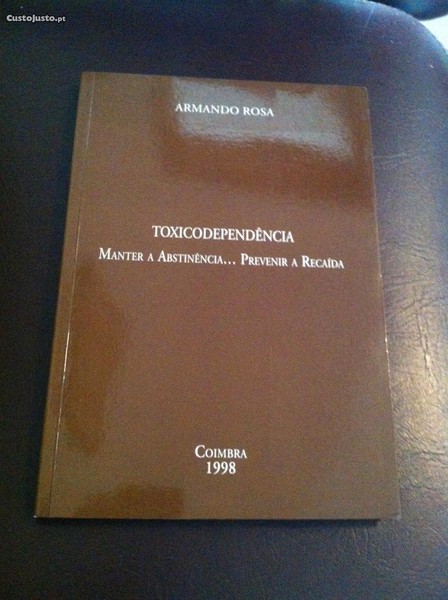 CustoJusto.pt
ARMANDO ROSA
TOXICODEPENDÊNCIA
MANTER A ABSTINÊNCIA... PREVENIR A RECAÍDA
COIMBRA
1998